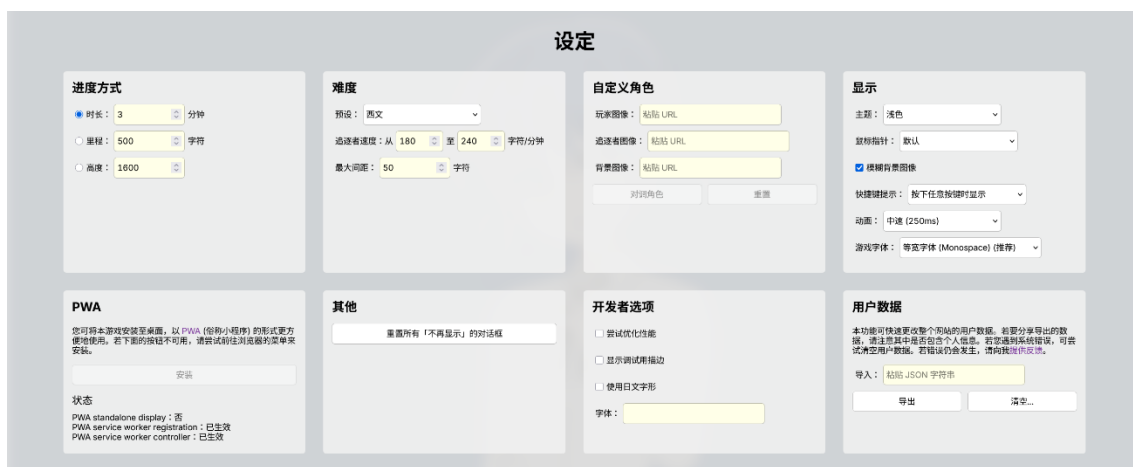 设定
进度方式
时长： 3 分钟
里程： 500 字符
高度： 1600
难度
预设： 西文
追逐者速度：从 180 至 240 字符/分钟
最大间距： 50 字符
自定义角色
玩家图像： 粘贴 URL
追逐者图像： 粘贴 URL
背景图像： 粘贴 URL
对调角色 重置
显示
主题： 浅色
鼠标指针： 默认
模糊背景图像
快捷键提示： 按下任意按键时显示
动画： 中速 (250ms)
游戏字体： 等宽字体 (Monospace) (推荐)
PWA
您可将本游戏安装至桌面，以 PWA (俗称小程序) 的形式更方
便地使用。若下面的按钮不可用，请尝试前往浏览器的菜单来
安装。
安装
状态
PWA standalone display：否
PWA service worker registration：已生效
PWA service worker controller：已生效
其他
重置所有「不再显示」的对话框
开发者选项
尝试优化性能
显示调试用描边
使用日文字形
字体：
用户数据
本功能可快速更改整个网站的用户数据。若要分享导出的数
据，请注意其中是否包含个人信息。若您遇到系统错误，可尝
试清空用户数据。若错误仍会发生，请向我提供反馈。
导入： 粘贴 JSON 字符串
导出 清空...